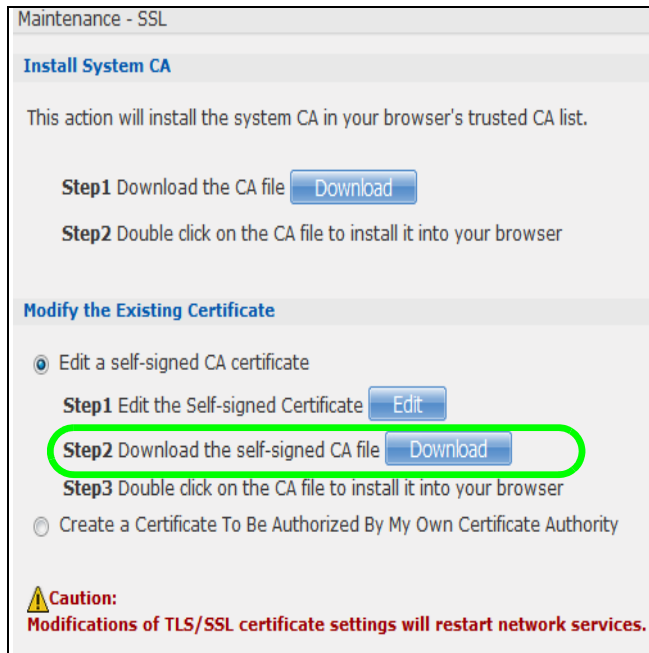 Maintenance - SSL
Install System CA
This action will install the system CA in your browser's trusted CA list.
Step1 Download the CA file Download
Step2 Double click on the CA file to install it into your browser
Modify the Existing Certificate
Edit a self-signed CA certificate
Step1 Edit the Self-signed Certificate Edit
Step2 Download the self-signed CA file Download
Step3 Double click on the CA file to install it into your browser
Create a Certificate To Be Authorized By My Own Certificate Authority
Caution:
Modifications of TLS/SSL certificate settings will restart network services.